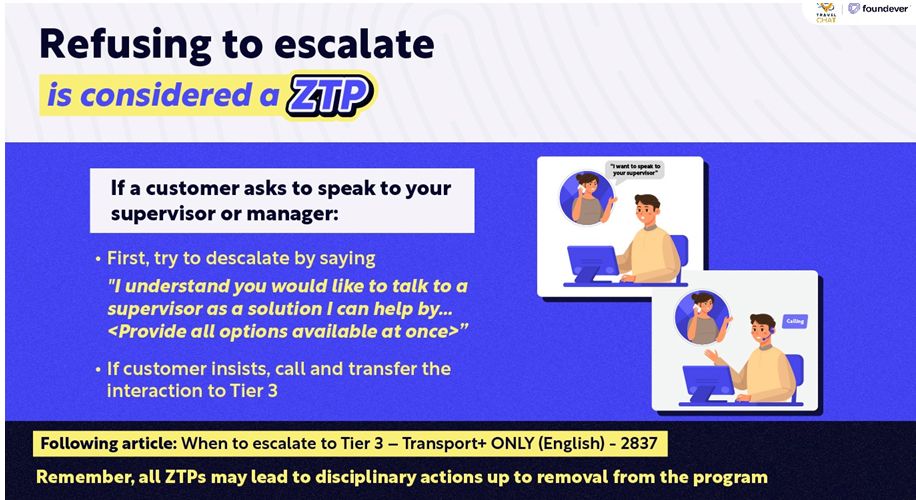 TRAVEL
CHAT
foundever
Refusing to escalate
is considered a ZTP
If a customer asks to speak to your
supervisor or manager:
• First, try to descalate by saying
"I understand you would like to talk to a
supervisor as a solution I can help by...
<Provide all options available at once>”
• If customer insists, call and transfer the
interaction to Tier 3
"I want to speak to
your supervisor"
Calling
Following article: When to escalate to Tier 3 – Transport+ ONLY (English) - 2837
Remember, all ZTPs may lead to disciplinary actions up to removal from the program